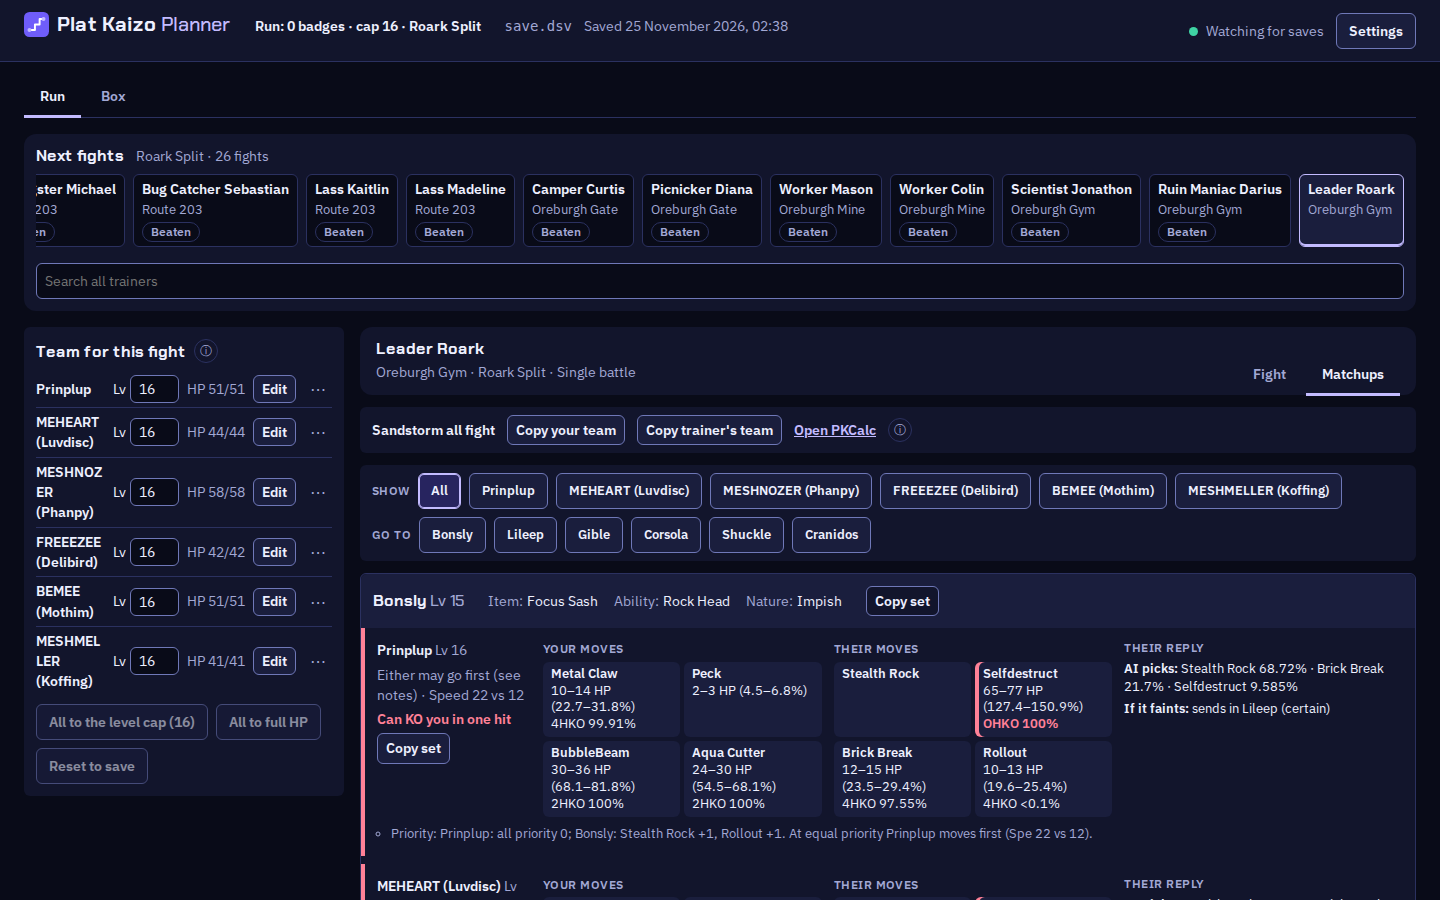 Plat Kaizo Planner
Run: 0 badges · cap 16 · Roark Split
save.dsv Saved 25 November 2026, 02:38
Watching for saves
Settings
Run Box
Next fights Roark Split · 26 fights
ster Michael
203
en
Bug Catcher Sebastian
Route 203
Beaten
Lass Kaitlin
Route 203
Beaten
Lass Madeline
Route 203
Beaten
Camper Curtis
Oreburgh Gate
Beaten
Picnicker Diana
Oreburgh Gate
Beaten
Worker Mason
Oreburgh Mine
Beaten
Worker Colin
Oreburgh Mine
Beaten
Scientist Jonathon
Oreburgh Gym
Beaten
Ruin Maniac Darius
Oreburgh Gym
Beaten
Leader Roark
Oreburgh Gym
Search all trainers
Team for this fight ⓘ
Prinplup Lv 16 HP 51/51 Edit ···
MEHEART
(Luvdisc) Lv 16 HP 44/44 Edit ···
MESHNOZ
ER
(Phanpy) Lv 16 HP 58/58 Edit ···
FREEEZEE
(Delibird) Lv 16 HP 42/42 Edit ···
BEMEE
(Mothim) Lv 16 HP 51/51 Edit ···
MESHMEL
LER
(Koffing) Lv 16 HP 41/41 Edit ···
All to the level cap (16) All to full HP
Reset to save
Leader Roark
Oreburgh Gym · Roark Split · Single battle
Fight Matchups
Sandstorm all fight Copy your team Copy trainer's team Open PKCalc ⓘ
SHOW All Prinplup MEHEART (Luvdisc) MESHNOZER (Phanpy) FREEEZEE (Delibird) BEMEE (Mothim) MESHMELLER (Koffing)
GO TO Bonsly Lileep Gible Corsola Shuckle Cranidos
Bonsly Lv 15 Item: Focus Sash Ability: Rock Head Nature: Impish Copy set
Prinplup Lv 16
Either may go first (see
notes) · Speed 22 vs 12
Can KO you in one hit
Copy set
YOUR MOVES
Metal Claw
10–14 HP
(22.7–31.8%)
4HKO 99.91%
Peck
2–3 HP (4.5–6.8%)
BubbleBeam
30–36 HP
(68.1–81.8%)
2HKO 100%
Aqua Cutter
24–30 HP
(54.5–68.1%)
2HKO 100%
THEIR MOVES
Stealth Rock
Selfdestruct
65–77 HP
(127.4–150.9%)
OHKO 100%
Brick Break
12–15 HP
(23.5–29.4%)
4HKO 97.55%
Rollout
10–13 HP
(19.6–25.4%)
4HKO <0.1%
THEIR REPLY
AI picks: Stealth Rock 68.72% · Brick Break
21.7% · Selfdestruct 9.585%
If it faints: sends in Lileep (certain)
Priority: Prinplup: all priority 0; Bonsly: Stealth Rock +1, Rollout +1. At equal priority Prinplup moves first (Spe 22 vs 12).
MEHEART (Luvdisc) Lv
YOUR MOVES
THEIR MOVES
THEIR REPLY